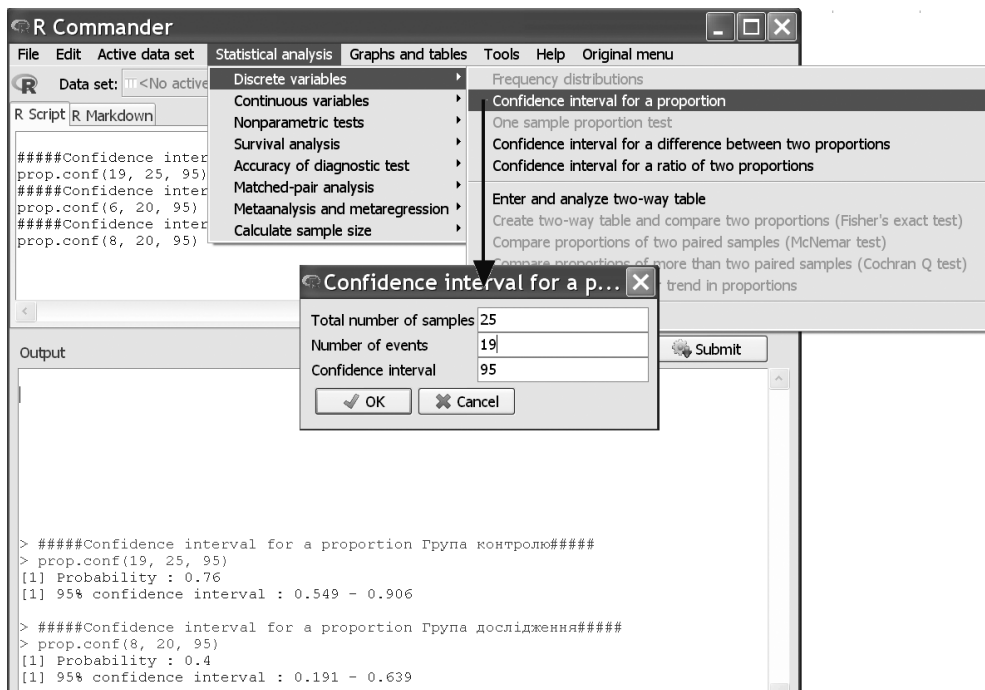 R Commander
File Edit Active data set Statistical analysis Graphs and tables Tools Help Original menu
Data set: <No active
Discrete variables
Continuous variables
Nonparametric tests
Survival analysis
Accuracy of diagnostic test
Matched-pair analysis
Metaanalysis and metaregression
Calculate sample size
Frequency distributions
Confidence interval for a proportion
One sample proportion test
Confidence interval for a difference between two proportions
Confidence interval for a ratio of two proportions
Enter and analyze two-way table
Create two-way table and compare two proportions (Fisher's exact test)
Compare proportions of two paired samples (McNemar test)
Compare proportions of more than two paired samples (Cochran Q test)
trend in proportions
R Script R Markdown
#####Confidence inter
prop.conf(19, 25, 95)
#####Confidence inter
prop.conf(6, 20, 95)
#####Confidence inter
prop.conf(8, 20, 95)
Confidence interval for a p...
Total number of samples 25
Number of events 19
Confidence interval 95
OK Cancel
Output
Submit
> #####Confidence interval for a proportion Група контролю#####
> prop.conf(19, 25, 95)
[1] Probability : 0.76
[1] 95% confidence interval : 0.549 - 0.906
> #####Confidence interval for a proportion Група дослідження#####
> prop.conf(8, 20, 95)
[1] Probability : 0.4
[1] 95% confidence interval : 0.191 - 0.639